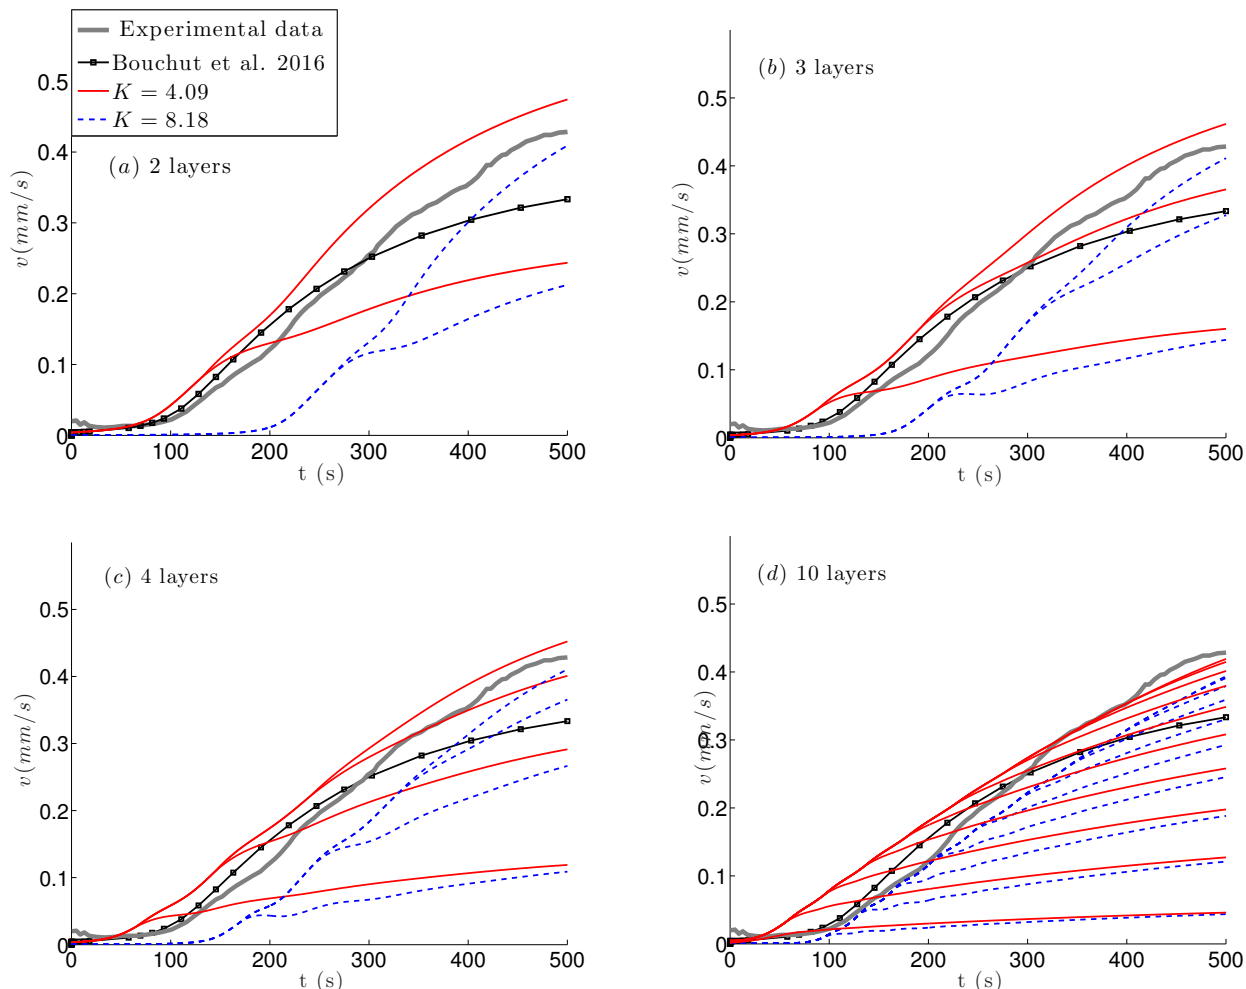 Experimental data
Bouchut et al. 2016
K = 4.09
K = 8.18
(a) 2 layers
v(mm/s)
0.5
0.4
0.3
0.2
0.1
0
0 100 200 300 400 500
t (s)
(b) 3 layers
v(mm/s)
0.5
0.4
0.3
0.2
0.1
0
0 100 200 300 400 500
t (s)
(c) 4 layers
v(mm/s)
0.5
0.4
0.3
0.2
0.1
0
0 100 200 300 400 500
t (s)
(d) 10 layers
v(mm/s)
0.5
0.4
0.3
0.2
0.1
0
0 100 200 300 400 500
t (s)